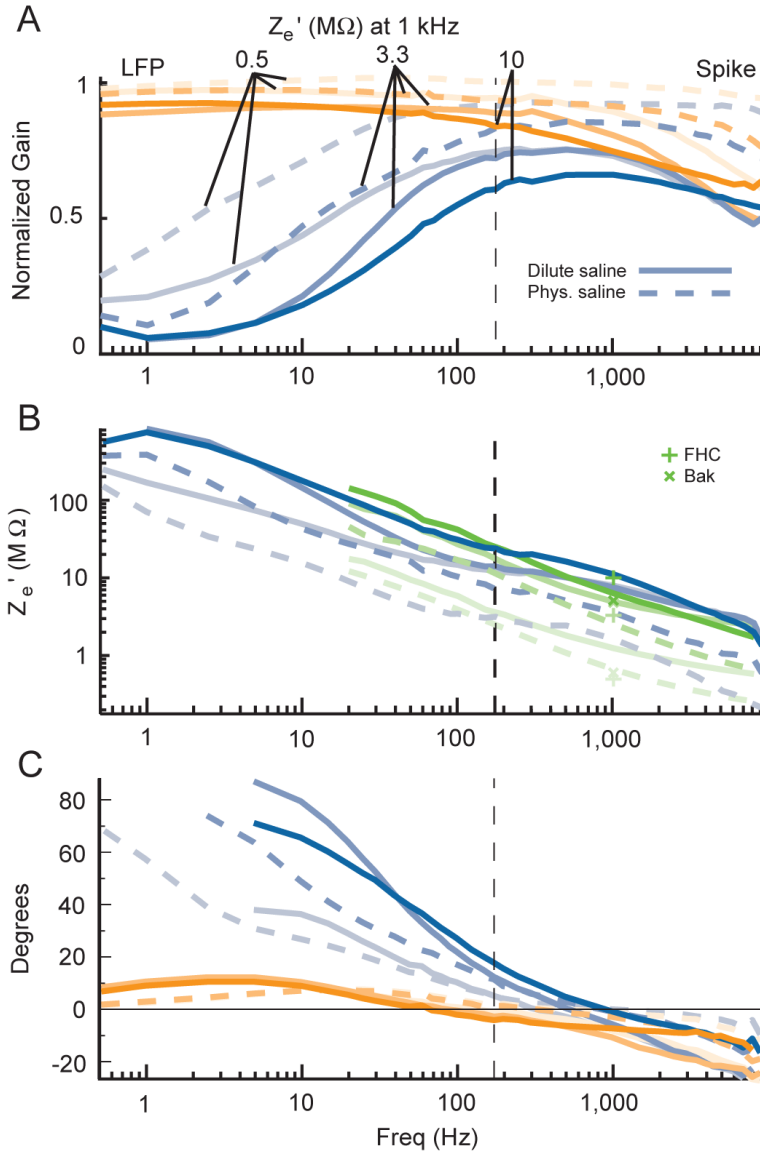 A
Zₑ' (MΩ) at 1 kHz
LFP 0.5 3.3 10 Spike
Normalized Gain
1
0.5
0
Dilute saline
Phys. saline
1 10 100 1,000
B
Zₑ' (MΩ)
100
10
1
FHC
Bak
1 10 100 1,000
C
Degrees
80
60
40
20
0
-20
1 10 100 1,000
Freq (Hz)